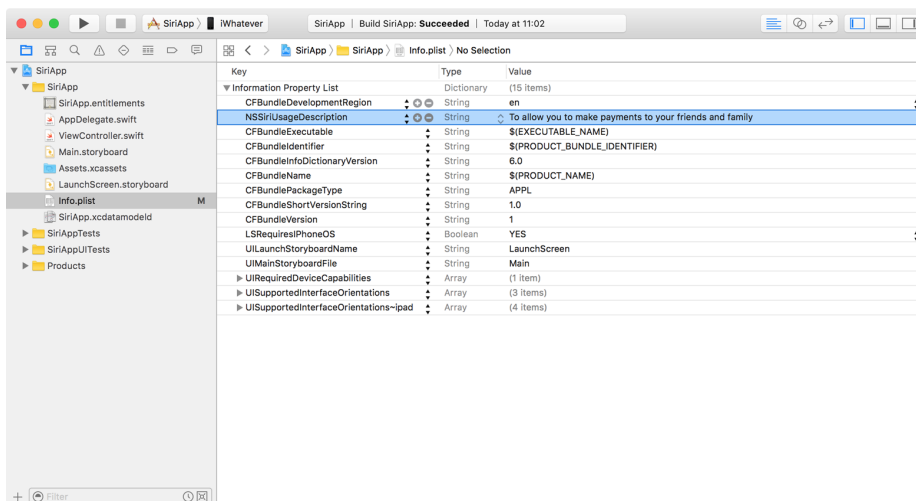 SiriApp 〉 iWhatever
SiriApp | Build SiriApp: Succeeded | Today at 11:02
SiriApp 〉 SiriApp 〉 Info.plist 〉 No Selection
SiriApp
SiriApp
SiriApp.entitlements
AppDelegate.swift
ViewController.swift
Main.storyboard
Assets.xcassets
LaunchScreen.storyboard
Info.plist M
SiriApp.xcdatamodeld
SiriAppTests
SiriAppUITests
Products
Filter
Key Type Value
Information Property List Dictionary (15 items)
CFBundleDevelopmentRegion String en
NSSiriUsageDescription String To allow you to make payments to your friends and family
CFBundleExecutable String $(EXECUTABLE_NAME)
CFBundleIdentifier String $(PRODUCT_BUNDLE_IDENTIFIER)
CFBundleInfoDictionaryVersion String 6.0
CFBundleName String $(PRODUCT_NAME)
CFBundlePackageType String APPL
CFBundleShortVersionString String 1.0
CFBundleVersion String 1
LSRequiresIPhoneOS Boolean YES
UILaunchStoryboardName String LaunchScreen
UIMainStoryboardFile String Main
UIRequiredDeviceCapabilities Array (1 item)
UISupportedInterfaceOrientations Array (3 items)
UISupportedInterfaceOrientations~ipad Array (4 items)